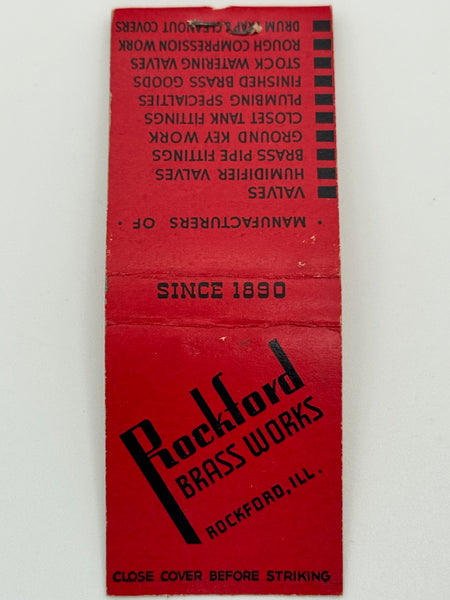 Rockford
BRASS WORKS
ROCKFORD, ILL.
CLOSE COVER BEFORE STRIKING
SINCE 1890
· MANUFACTURERS OF ·
VALVES
HUMIDIFIER VALVES
BRASS PIPE FITTINGS
GROUND KEY WORK
CLOSET TANK FITTINGS
PLUMBING SPECIALTIES
FINISHED BRASS GOODS
STOCK WATERING VALVES
ROUGH COMPRESSION WORK
DRUM TRAP & CLEANOUT COVERS